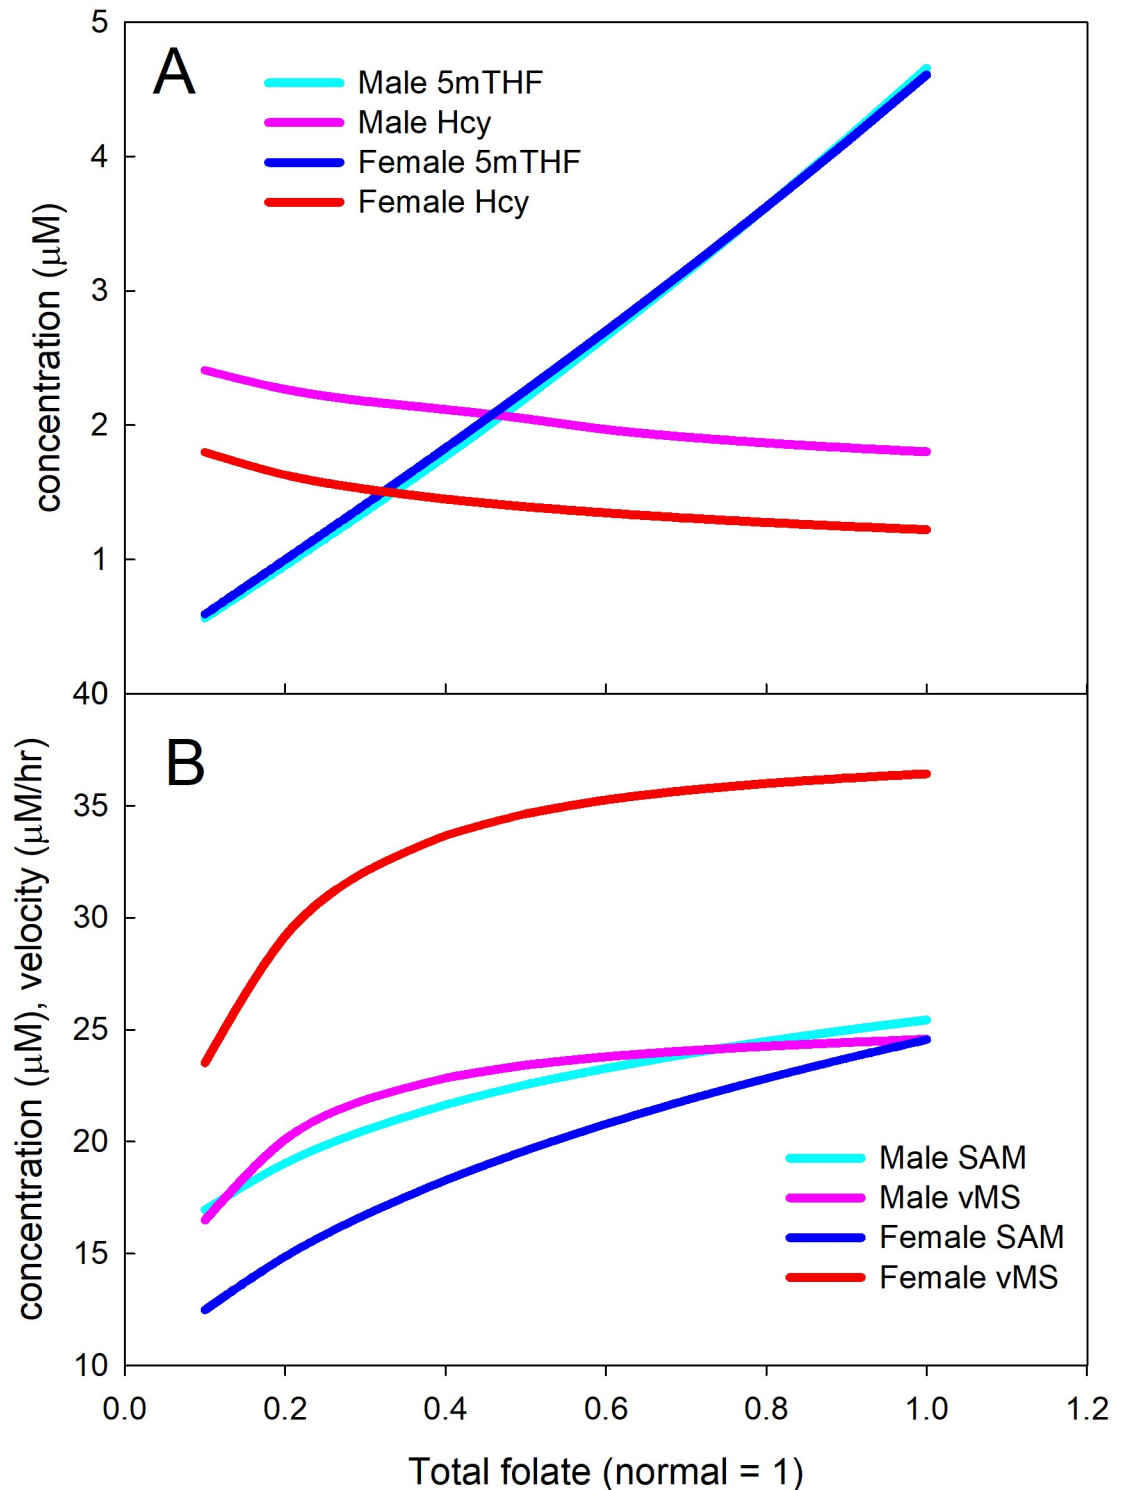 5
A
Male 5mTHF
Male Hcy
4
Female 5mTHF
Female Hcy
concentration (μM)
3
2
1
40
B
35
concentration (μM), velocity (μM/hr)
30
25
20
Male SAM
Male vMS
Female SAM
15
Female vMS
10
0.0 0.2 0.4 0.6 0.8 1.0 1.2
Total folate (normal = 1)